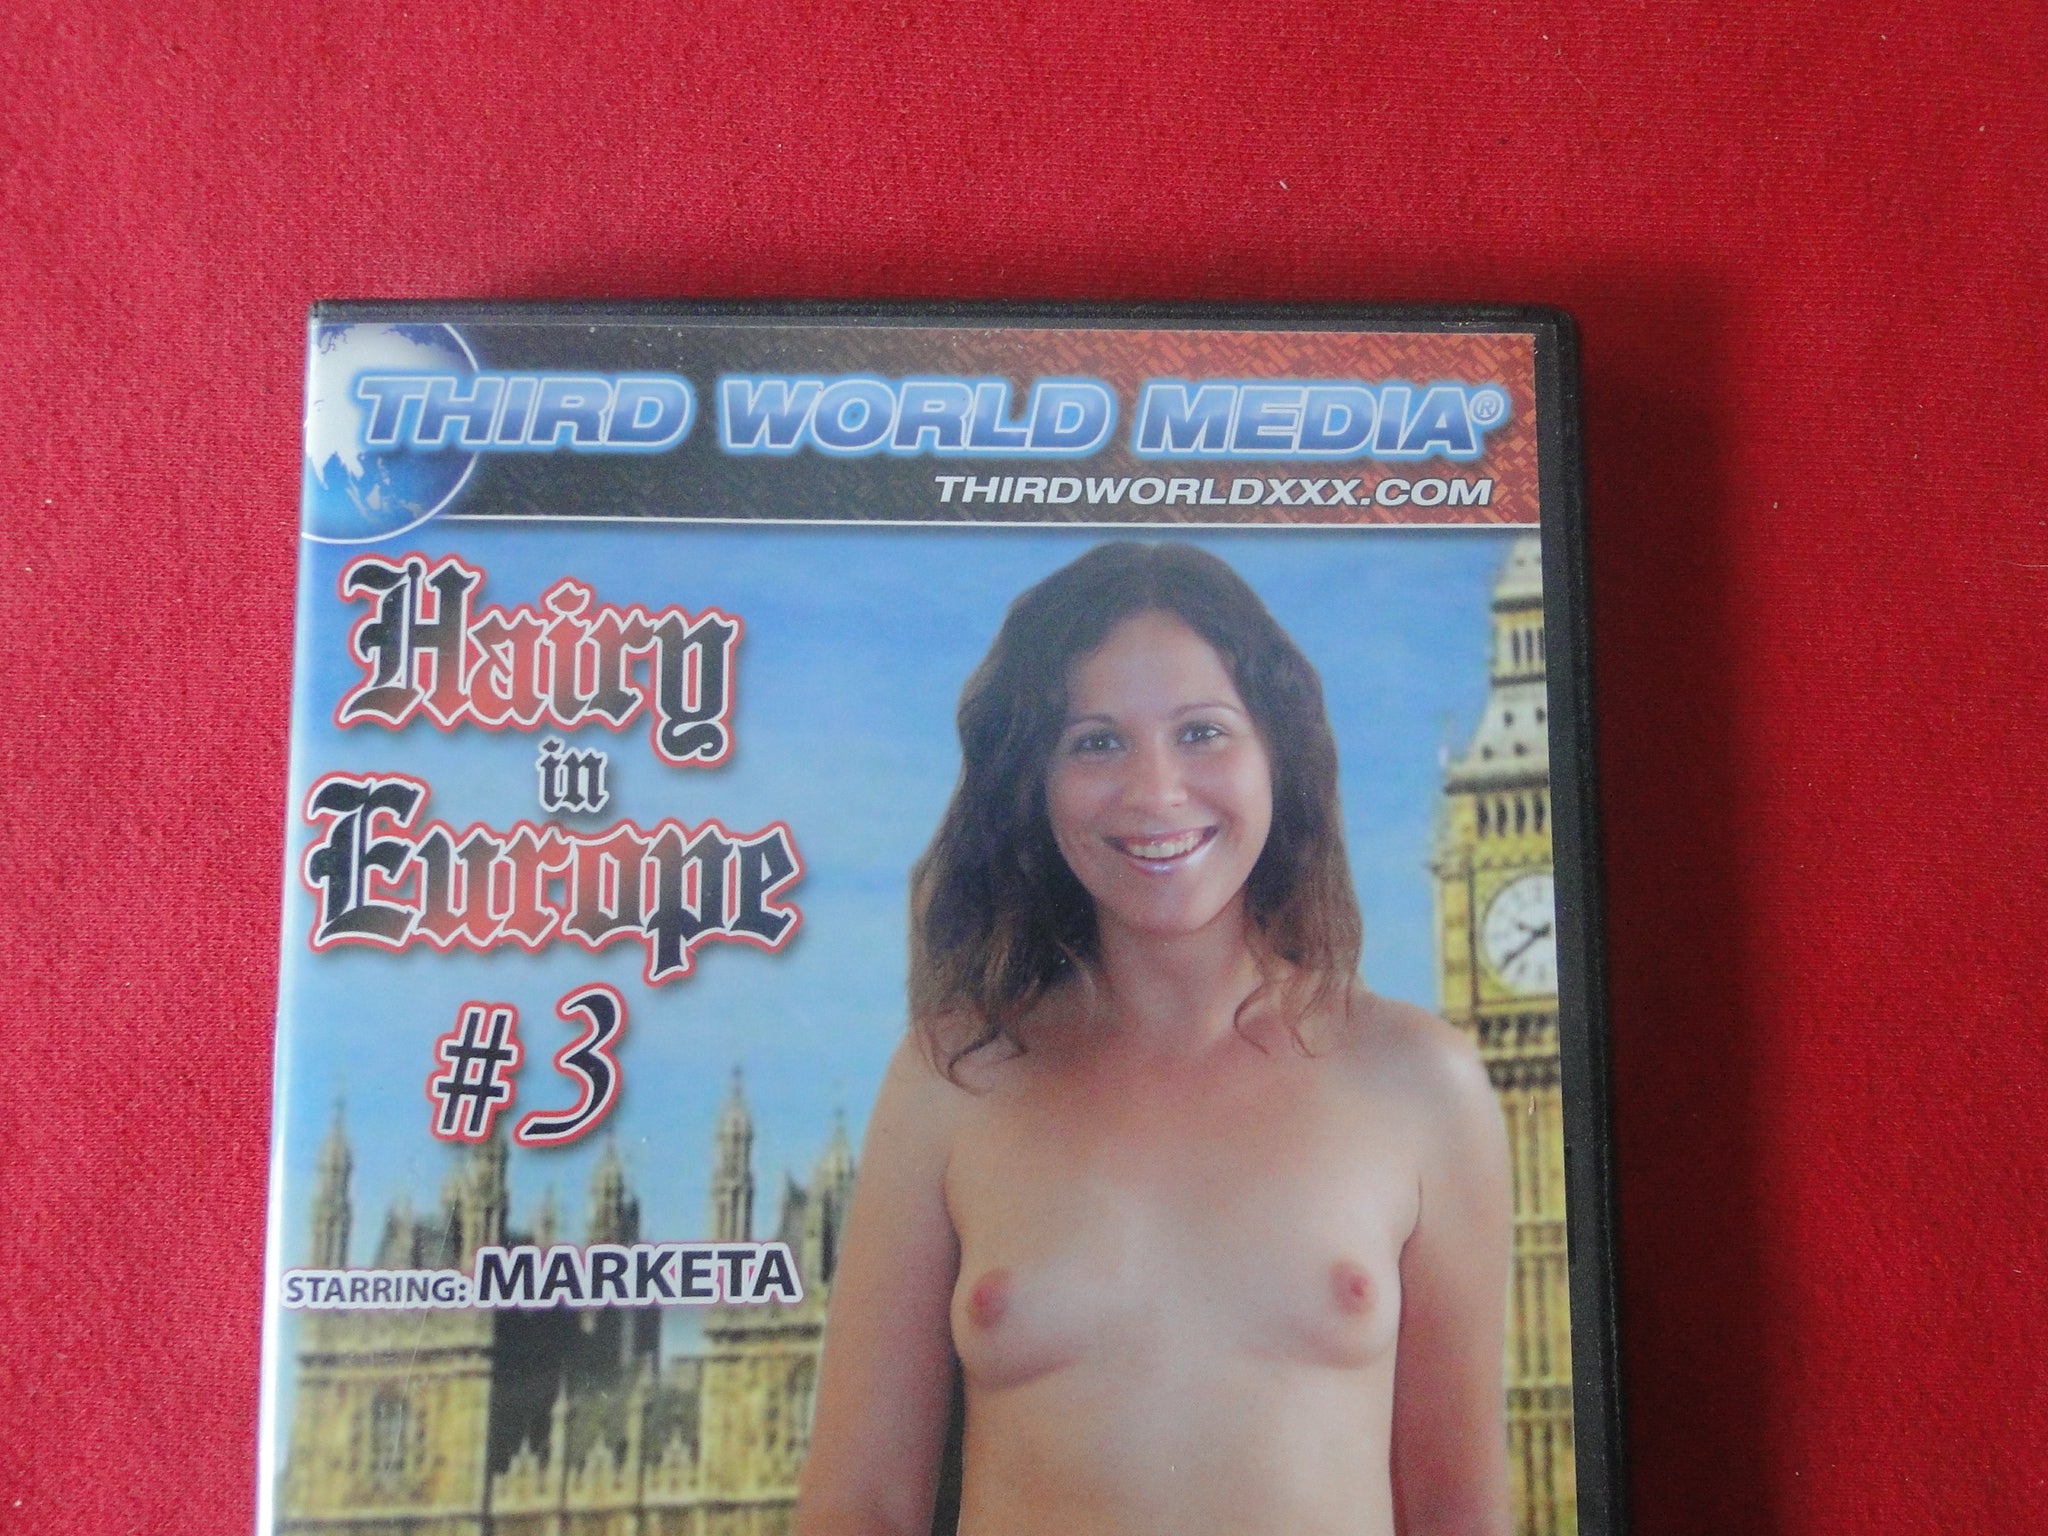 THIRD WORLD MEDIA®
THIRDWORLDXXX.COM
Hairy
in
Europe
#3
STARRING: MARKETA